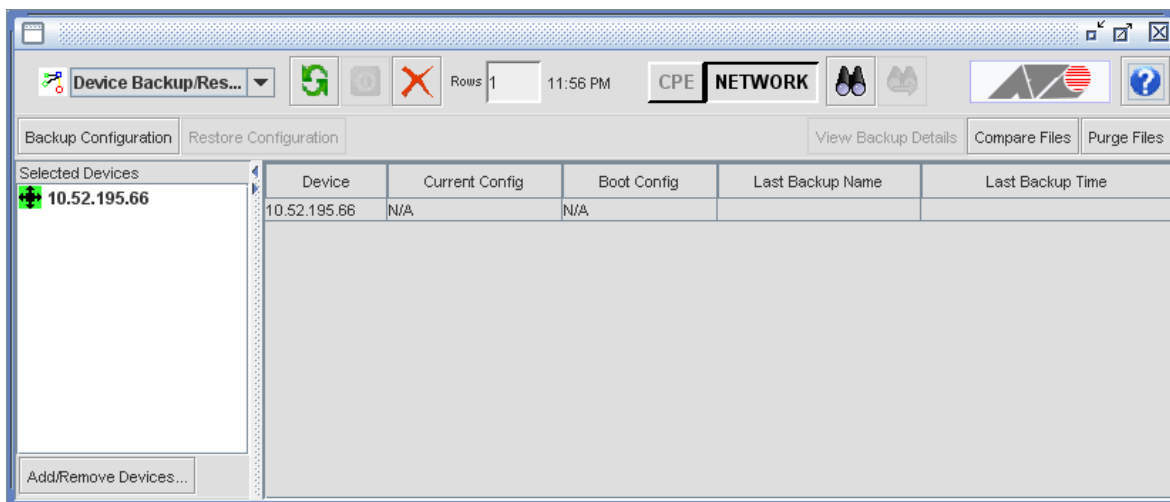 Device Backup/Res... Rows 1 11:56 PM CPE NETWORK
Backup Configuration Restore Configuration View Backup Details Compare Files Purge Files
Selected Devices
10.52.195.66
Device Current Config Boot Config Last Backup Name Last Backup Time
10.52.195.66 N/A N/A
Add/Remove Devices...